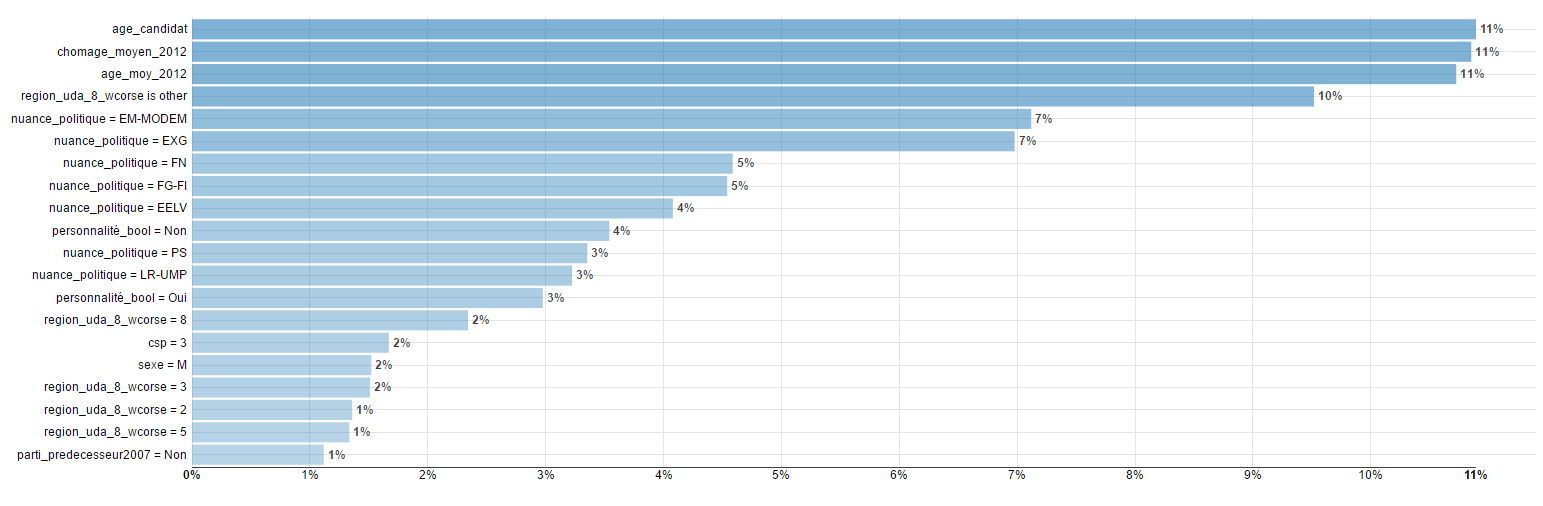 age_candidat 11%
chomage_moyen_2012 11%
age_moy_2012 11%
region_uda_8_wcorse is other 10%
nuance_politique = EM-MODEM 7%
nuance_politique = EXG 7%
nuance_politique = FN 5%
nuance_politique = FG-FI 5%
nuance_politique = EELV 4%
personnalité_bool = Non 4%
nuance_politique = PS 3%
nuance_politique = LR-UMP 3%
personnalité_bool = Oui 3%
region_uda_8_wcorse = 8 2%
csp = 3 2%
sexe = M 2%
region_uda_8_wcorse = 3 2%
region_uda_8_wcorse = 2 1%
region_uda_8_wcorse = 5 1%
parti_predecesseur2007 = Non 1%
0% 1% 2% 3% 4% 5% 6% 7% 8% 9% 10% 11%